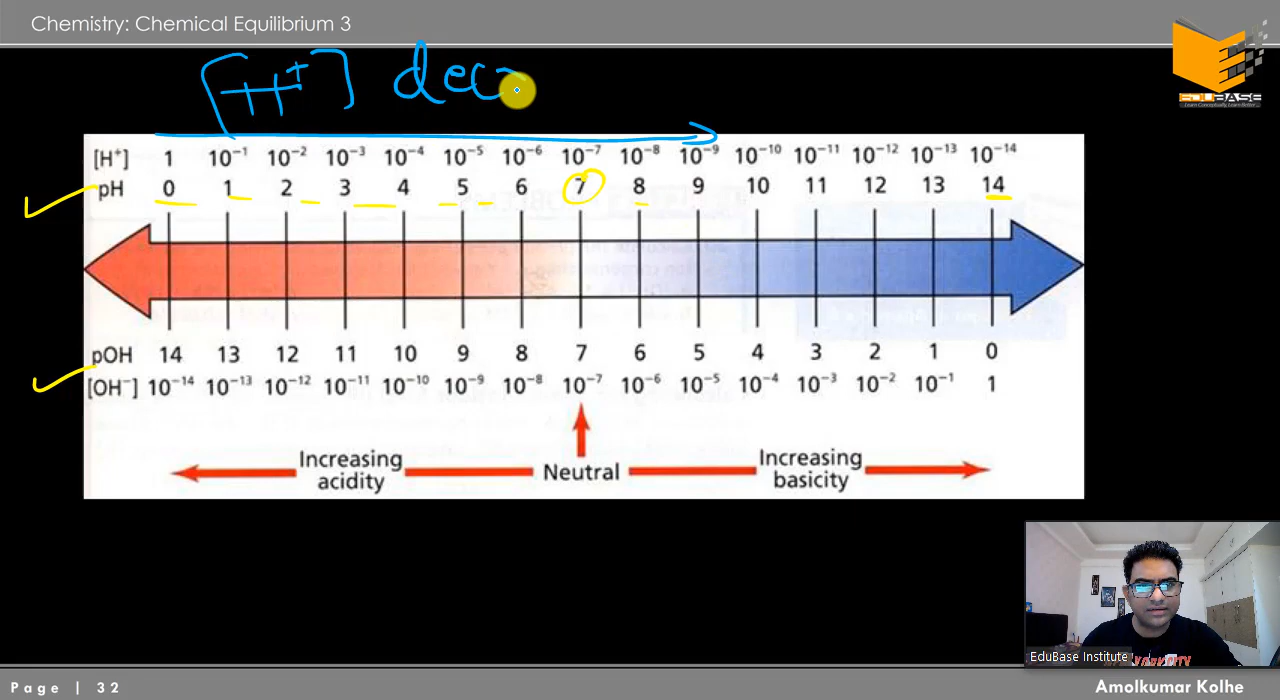 Chemistry: Chemical Equilibrium 3
EDUBASE
Learn Conceptually, Learn Better...
[H⁺] dec
[H⁺] 1 10⁻¹ 10⁻² 10⁻³ 10⁻⁴ 10⁻⁵ 10⁻⁶ 10⁻⁷ 10⁻⁸ 10⁻⁹ 10⁻¹⁰ 10⁻¹¹ 10⁻¹² 10⁻¹³ 10⁻¹⁴
pH 0 1 2 3 4 5 6 7 8 9 10 11 12 13 14
pOH 14 13 12 11 10 9 8 7 6 5 4 3 2 1 0
[OH⁻] 10⁻¹⁴ 10⁻¹³ 10⁻¹² 10⁻¹¹ 10⁻¹⁰ 10⁻⁹ 10⁻⁸ 10⁻⁷ 10⁻⁶ 10⁻⁵ 10⁻⁴ 10⁻³ 10⁻² 10⁻¹ 1
Increasing acidity
Neutral
Increasing basicity
EduBase Institute
Page | 32
Amolkumar Kolhe